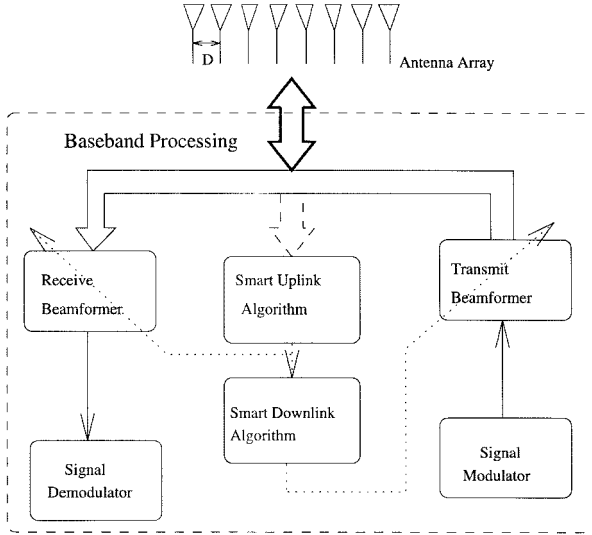 D
Antenna Array
Baseband Processing
Receive
Beamformer.
Smart Uplink
Algorithm
Transmit
Beamformer
Smart Downlink
Algorithm
Signal
Demodulator
Signal
Modulator